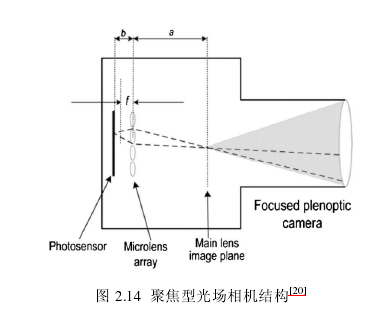 b
a
f
Focused plenoptic
camera
Photosensor
Microlens
array
Main lens
image plane
图 2.14 聚焦型光场相机结构[20]